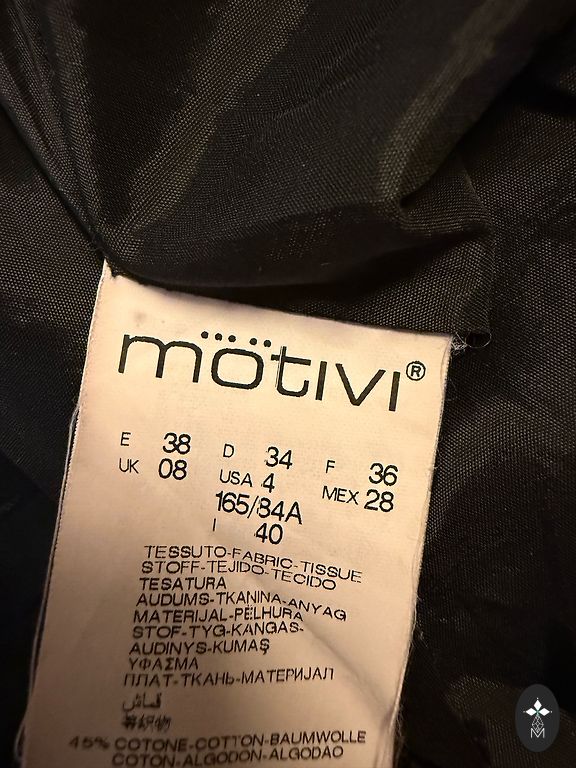 mötivi®
E 38 D 34 F 36
UK 08 USA 4 MEX 28
165/84A
I 40
TESSUTO-FABRIC-TISSUE
STOFF-TEJIDO-TECIDO
TESATURA
AUDUMS-TKANINA-ANYAG
MATERIJAL-PËLHURA
STOF-TYG-KANGAS-
AUDINYS-KUMAŞ
ΥΦΑΣΜΑ
ПЛАТ-ТКАНЬ-МАТЕРИЈАЛ
قماش
45% COTONE-COTTON-BAUMWOLLE
COTON-ALGODON-ALGODAO
M